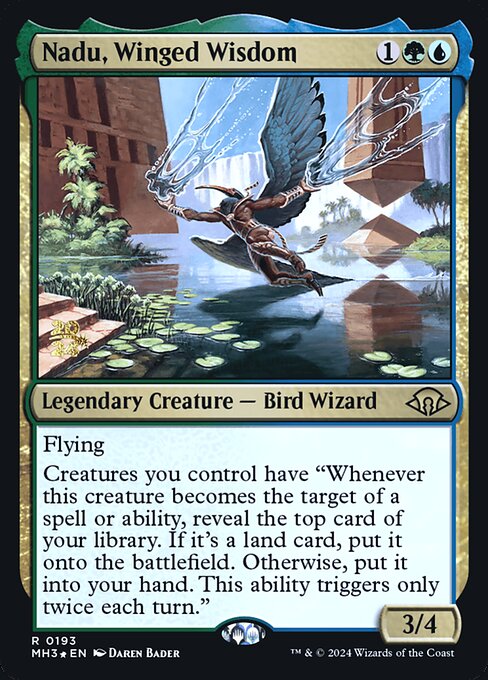 Nadu, Winged Wisdom 1
Legendary Creature — Bird Wizard
Flying
Creatures you control have “Whenever
this creature becomes the target of a
spell or ability, reveal the top card of
your library. If it’s a land card, put it
onto the battlefield. Otherwise, put it
into your hand. This ability triggers only
twice each turn.”
3/4
R 0193
MH3★EN DAREN BADER
™ & © 2024 Wizards of the Coast